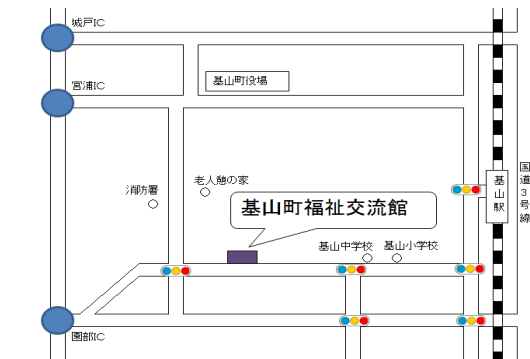 城戸IC
宮浦IC
基山町役場
国道3号線
基山駅
老人憩の家
消防署
基山町福祉交流館
基山中学校
基山小学校
園部IC